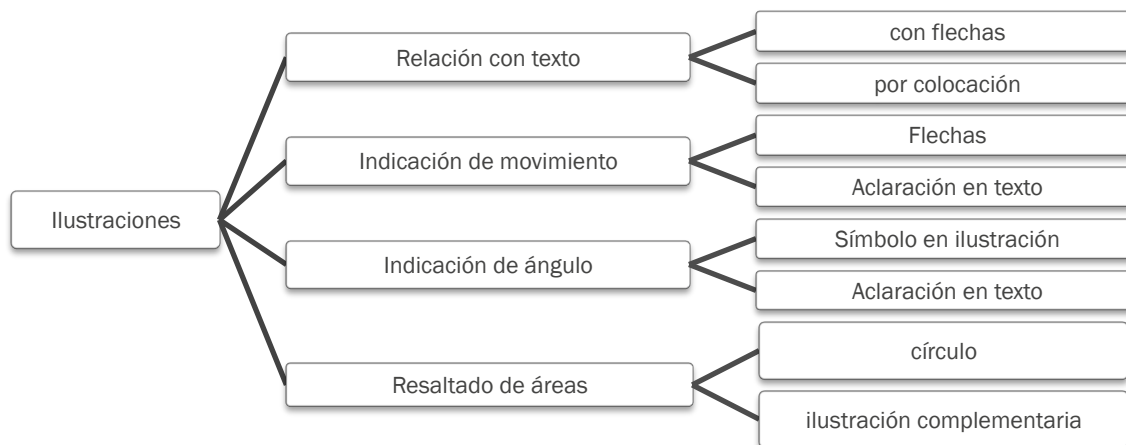 Ilustraciones
Relación con texto
con flechas
por colocación
Indicación de movimiento
Flechas
Aclaración en texto
Indicación de ángulo
Símbolo en ilustración
Aclaración en texto
Resaltado de áreas
círculo
ilustración complementaria